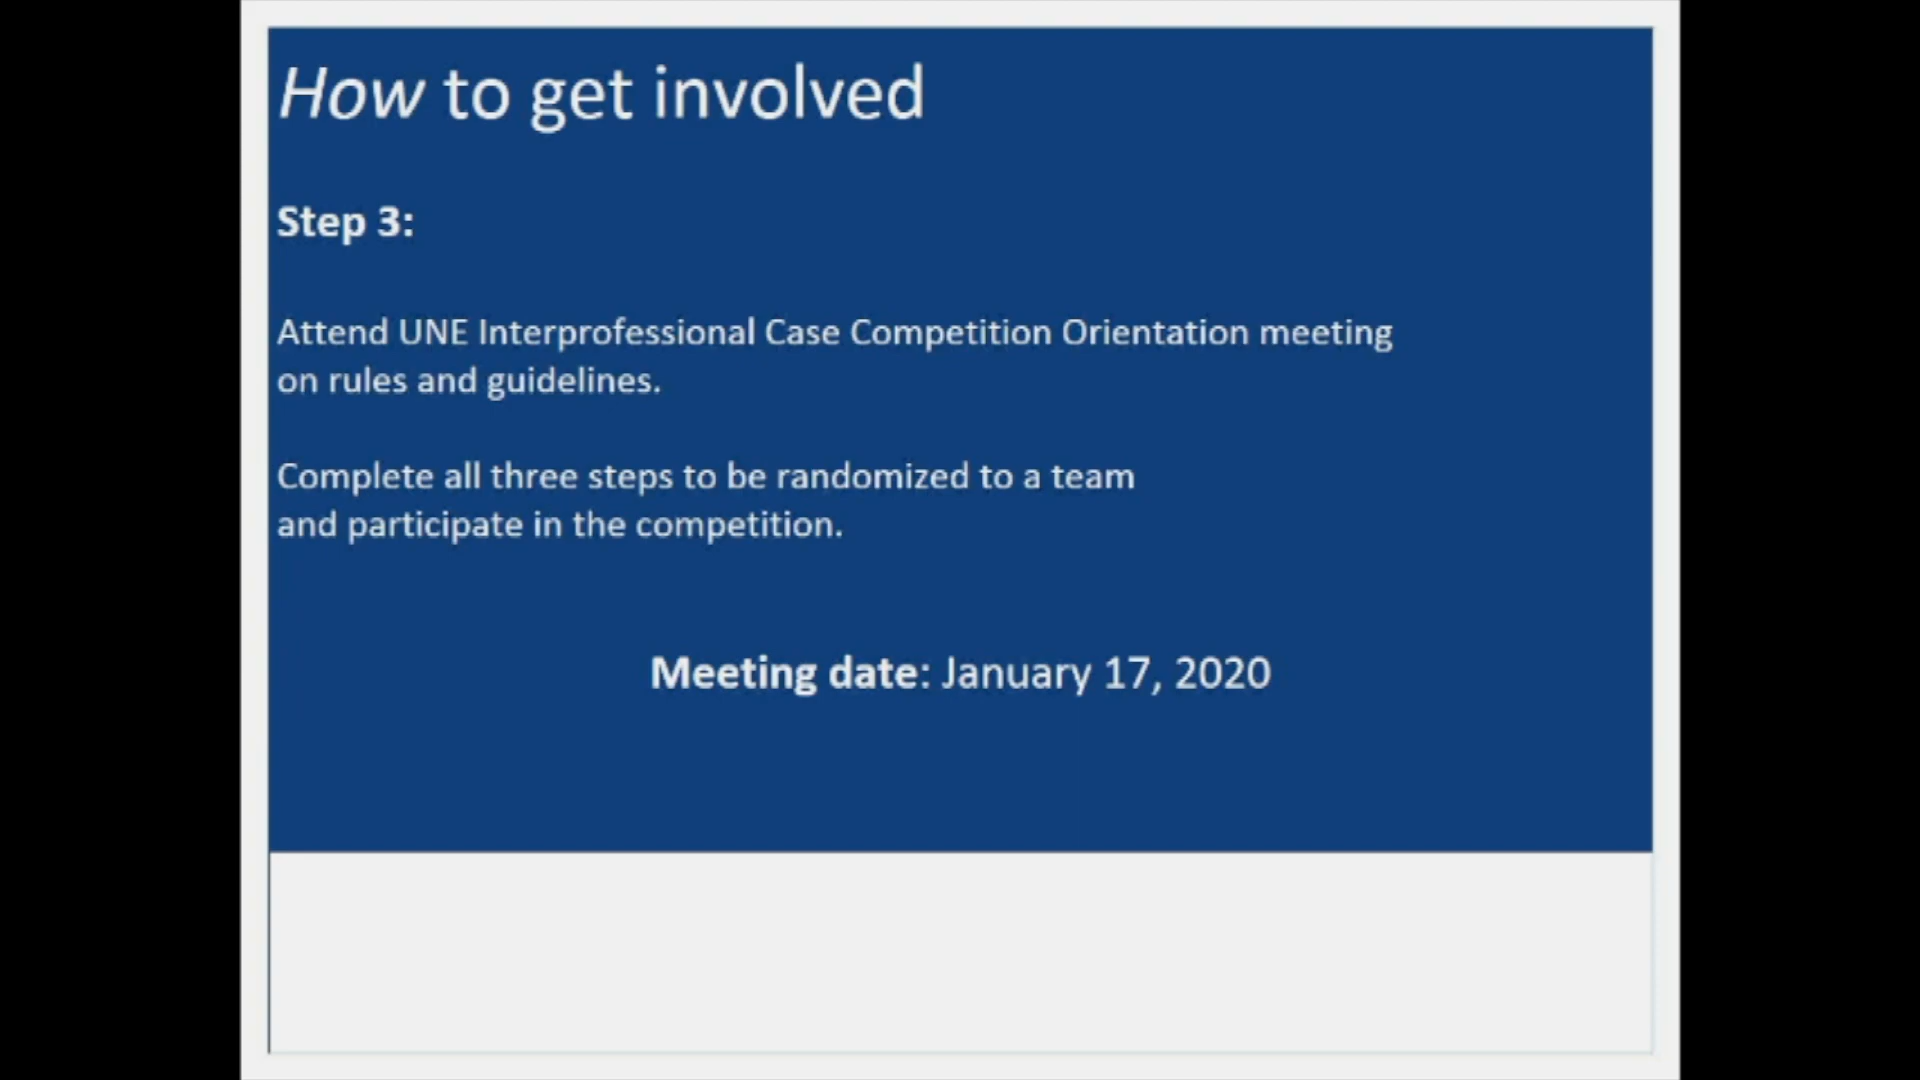 How to get involved
Step 3:
Attend UNE Interprofessional Case Competition Orientation meeting
on rules and guidelines.
Complete all three steps to be randomized to a team
and participate in the competition.
Meeting date: January 17, 2020